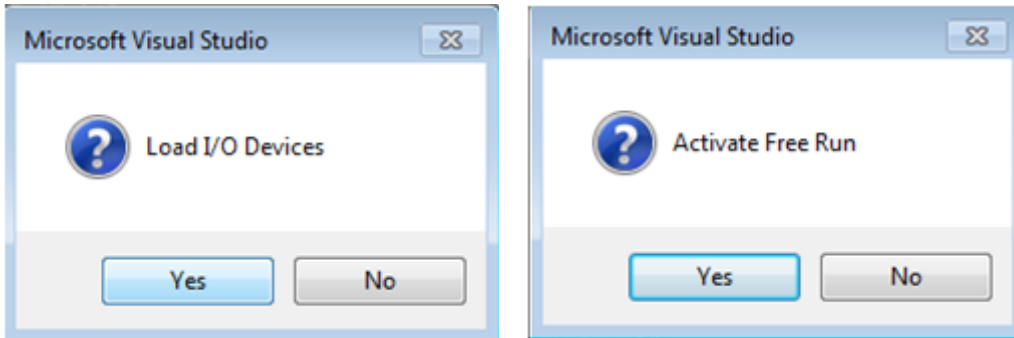 Microsoft Visual Studio
Load I/O Devices
Yes No
Microsoft Visual Studio
Activate Free Run
Yes No